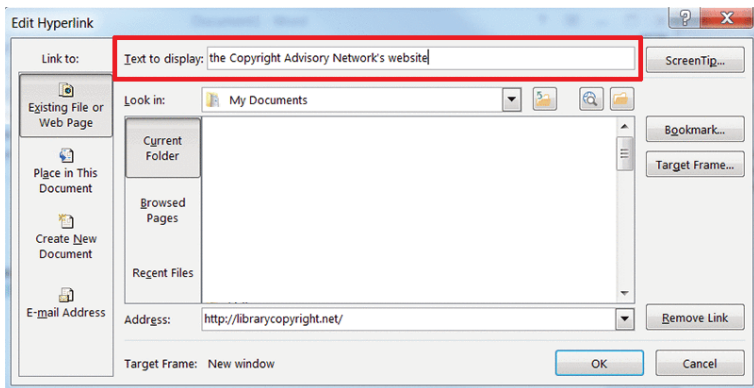 Edit Hyperlink
Link to:
Text to display: the Copyright Advisory Network's website
ScreenTip...
Existing File or
Web Page
Look in: My Documents
Place in This
Document
Current
Folder
Bookmark...
Target Frame...
Browsed
Pages
Create New
Document
Recent Files
E-mail Address
Address: http://librarycopyright.net/
Remove Link
Target Frame: New window
OK
Cancel